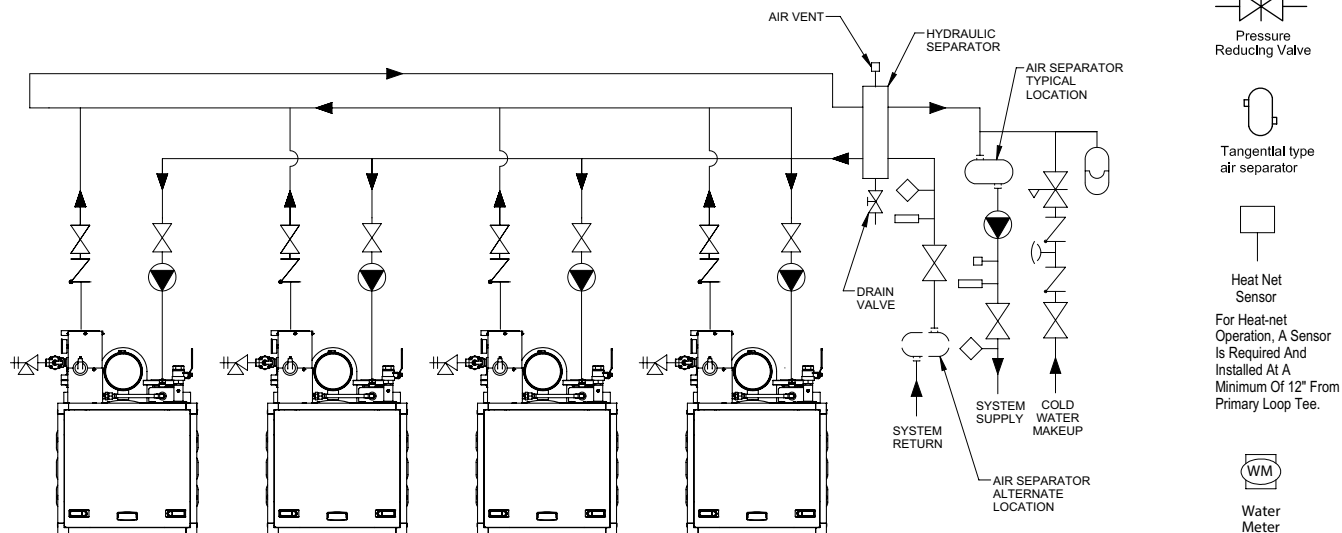 AIR VENT
HYDRAULIC
SEPARATOR
AIR SEPARATOR
TYPICAL
LOCATION
DRAIN
VALVE
SYSTEM
RETURN
SYSTEM
SUPPLY
COLD
WATER
MAKEUP
AIR SEPARATOR
ALTERNATE
LOCATION
Pressure
Reducing Valve
Tangential type
air separator
Heat Net
Sensor
For Heat-net
Operation, A Sensor
Is Required And
Installed At A
Minimum Of 12" From
Primary Loop Tee.
WM
Water
Meter